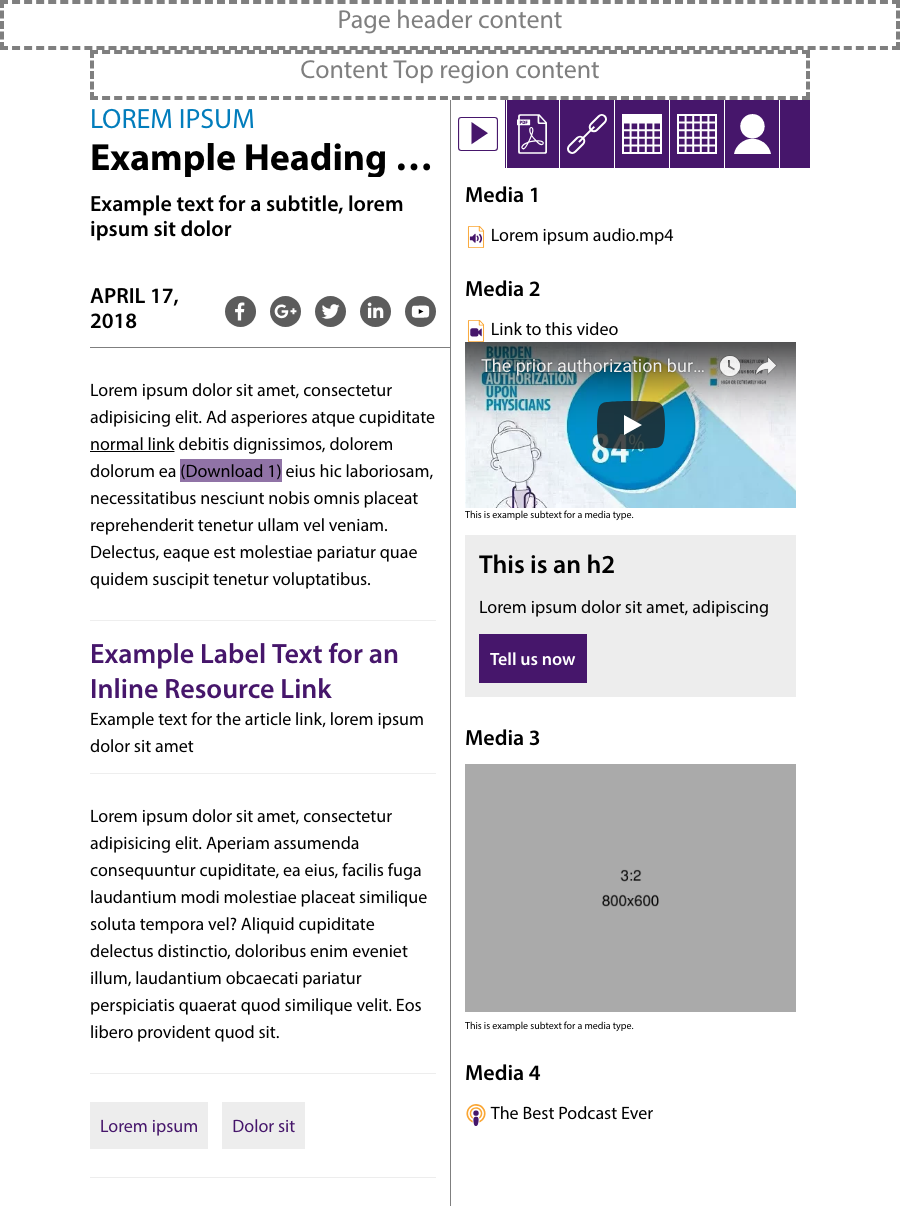 Page header content
Content Top region content
LOREM IPSUM
Example Heading …
Example text for a subtitle, lorem
ipsum sit dolor
APRIL 17,
2018
Lorem ipsum dolor sit amet, consectetur
adipisicing elit. Ad asperiores atque cupiditate
normal link debitis dignissimos, dolorem
dolorum ea (Download 1) eius hic laboriosam,
necessitatibus nesciunt nobis omnis placeat
reprehenderit tenetur ullam vel veniam.
Delectus, eaque est molestiae pariatur quae
quidem suscipit tenetur voluptatibus.
Example Label Text for an
Inline Resource Link
Example text for the article link, lorem ipsum
dolor sit amet
Lorem ipsum dolor sit amet, consectetur
adipisicing elit. Aperiam assumenda
consequuntur cupiditate, ea eius, facilis fuga
laudantium modi molestiae placeat similique
soluta tempora vel? Aliquid cupiditate
delectus distinctio, doloribus enim eveniet
illum, laudantium obcaecati pariatur
perspiciatis quaerat quod similique velit. Eos
libero provident quod sit.
Lorem ipsum
Dolor sit
PDF
Media 1
Lorem ipsum audio.mp4
Media 2
Link to this video
The prior authorization bur…
BURDEN
AUTHORIZATION
UPON
PHYSICIANS
84%
This is example subtext for a media type.
This is an h2
Lorem ipsum dolor sit amet, adipiscing
Tell us now
Media 3
3:2
800x600
This is example subtext for a media type.
Media 4
The Best Podcast Ever